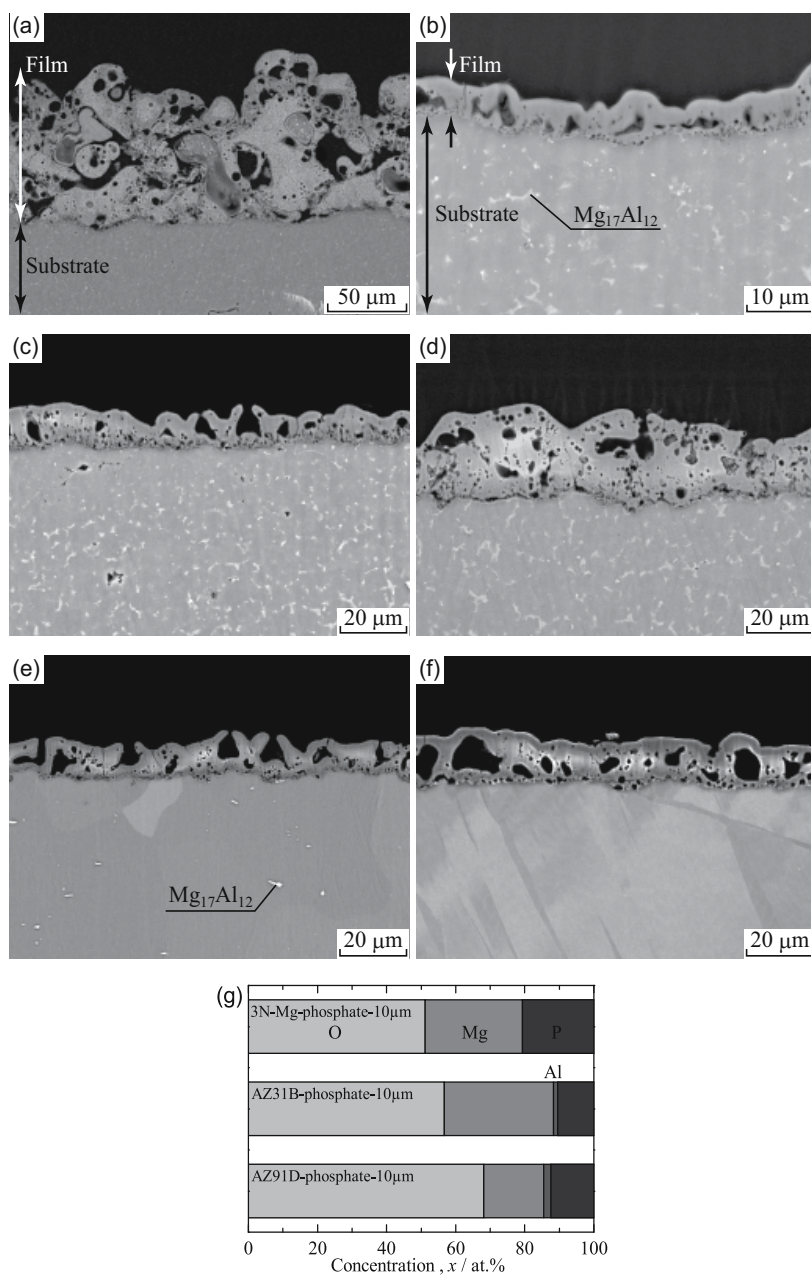 (a)
Film
Substrate
50 µm
(b)
Film
Substrate
Mg17Al12
10 µm
(c)
20 µm
(d)
20 µm
(e)
Mg17Al12
20 µm
(f)
20 µm
(g)
3N-Mg-phosphate-10µm
O Mg P
Al
AZ31B-phosphate-10µm
AZ91D-phosphate-10µm
0 20 40 60 80 100
Concentration , x / at.%